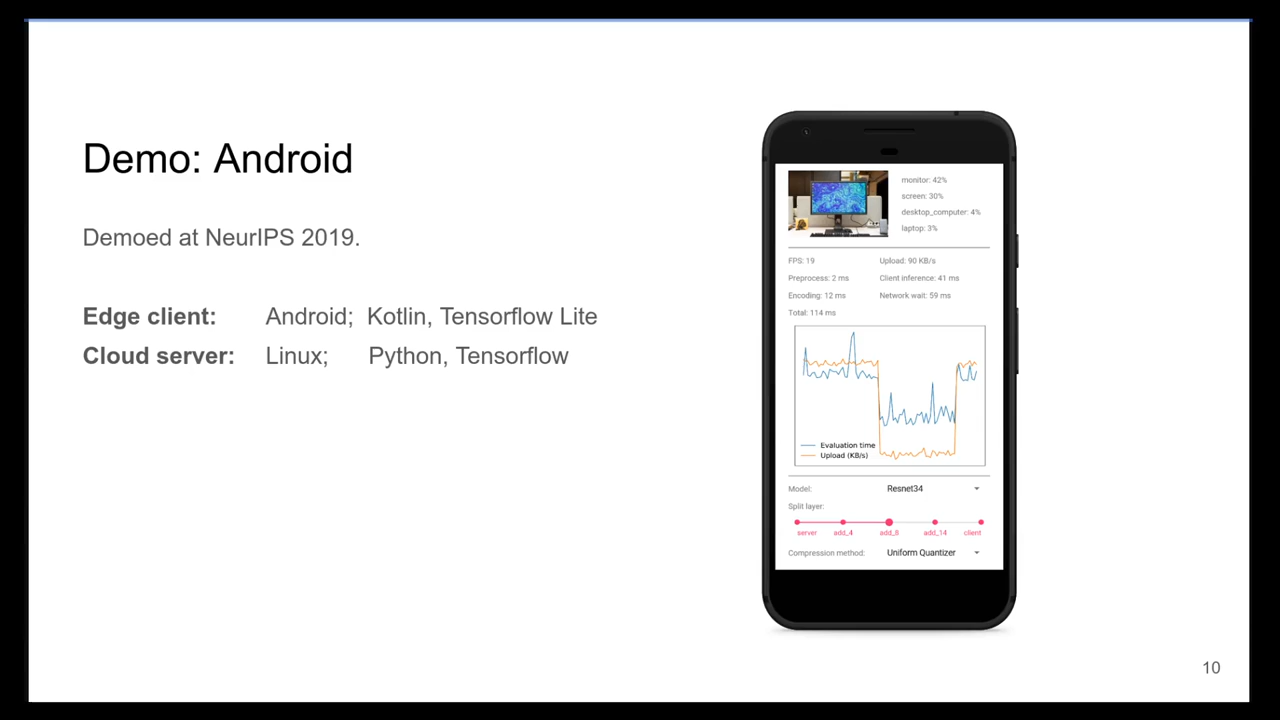 Demo: Android
Demoed at NeurIPS 2019.
Edge client: Android; Kotlin, Tensorflow Lite
Cloud server: Linux; Python, Tensorflow
monitor: 42%
screen: 30%
desktop_computer: 4%
laptop: 3%
FPS: 19 Upload: 90 KB/s
Preprocess: 2 ms Client inference: 41 ms
Encoding: 12 ms Network wait: 59 ms
Total: 114 ms
Evaluation time
Upload (KB/s)
Model: Resnet34
Split layer:
server add_4 add_8 add_14 client
Compression method: Uniform Quantizer
10